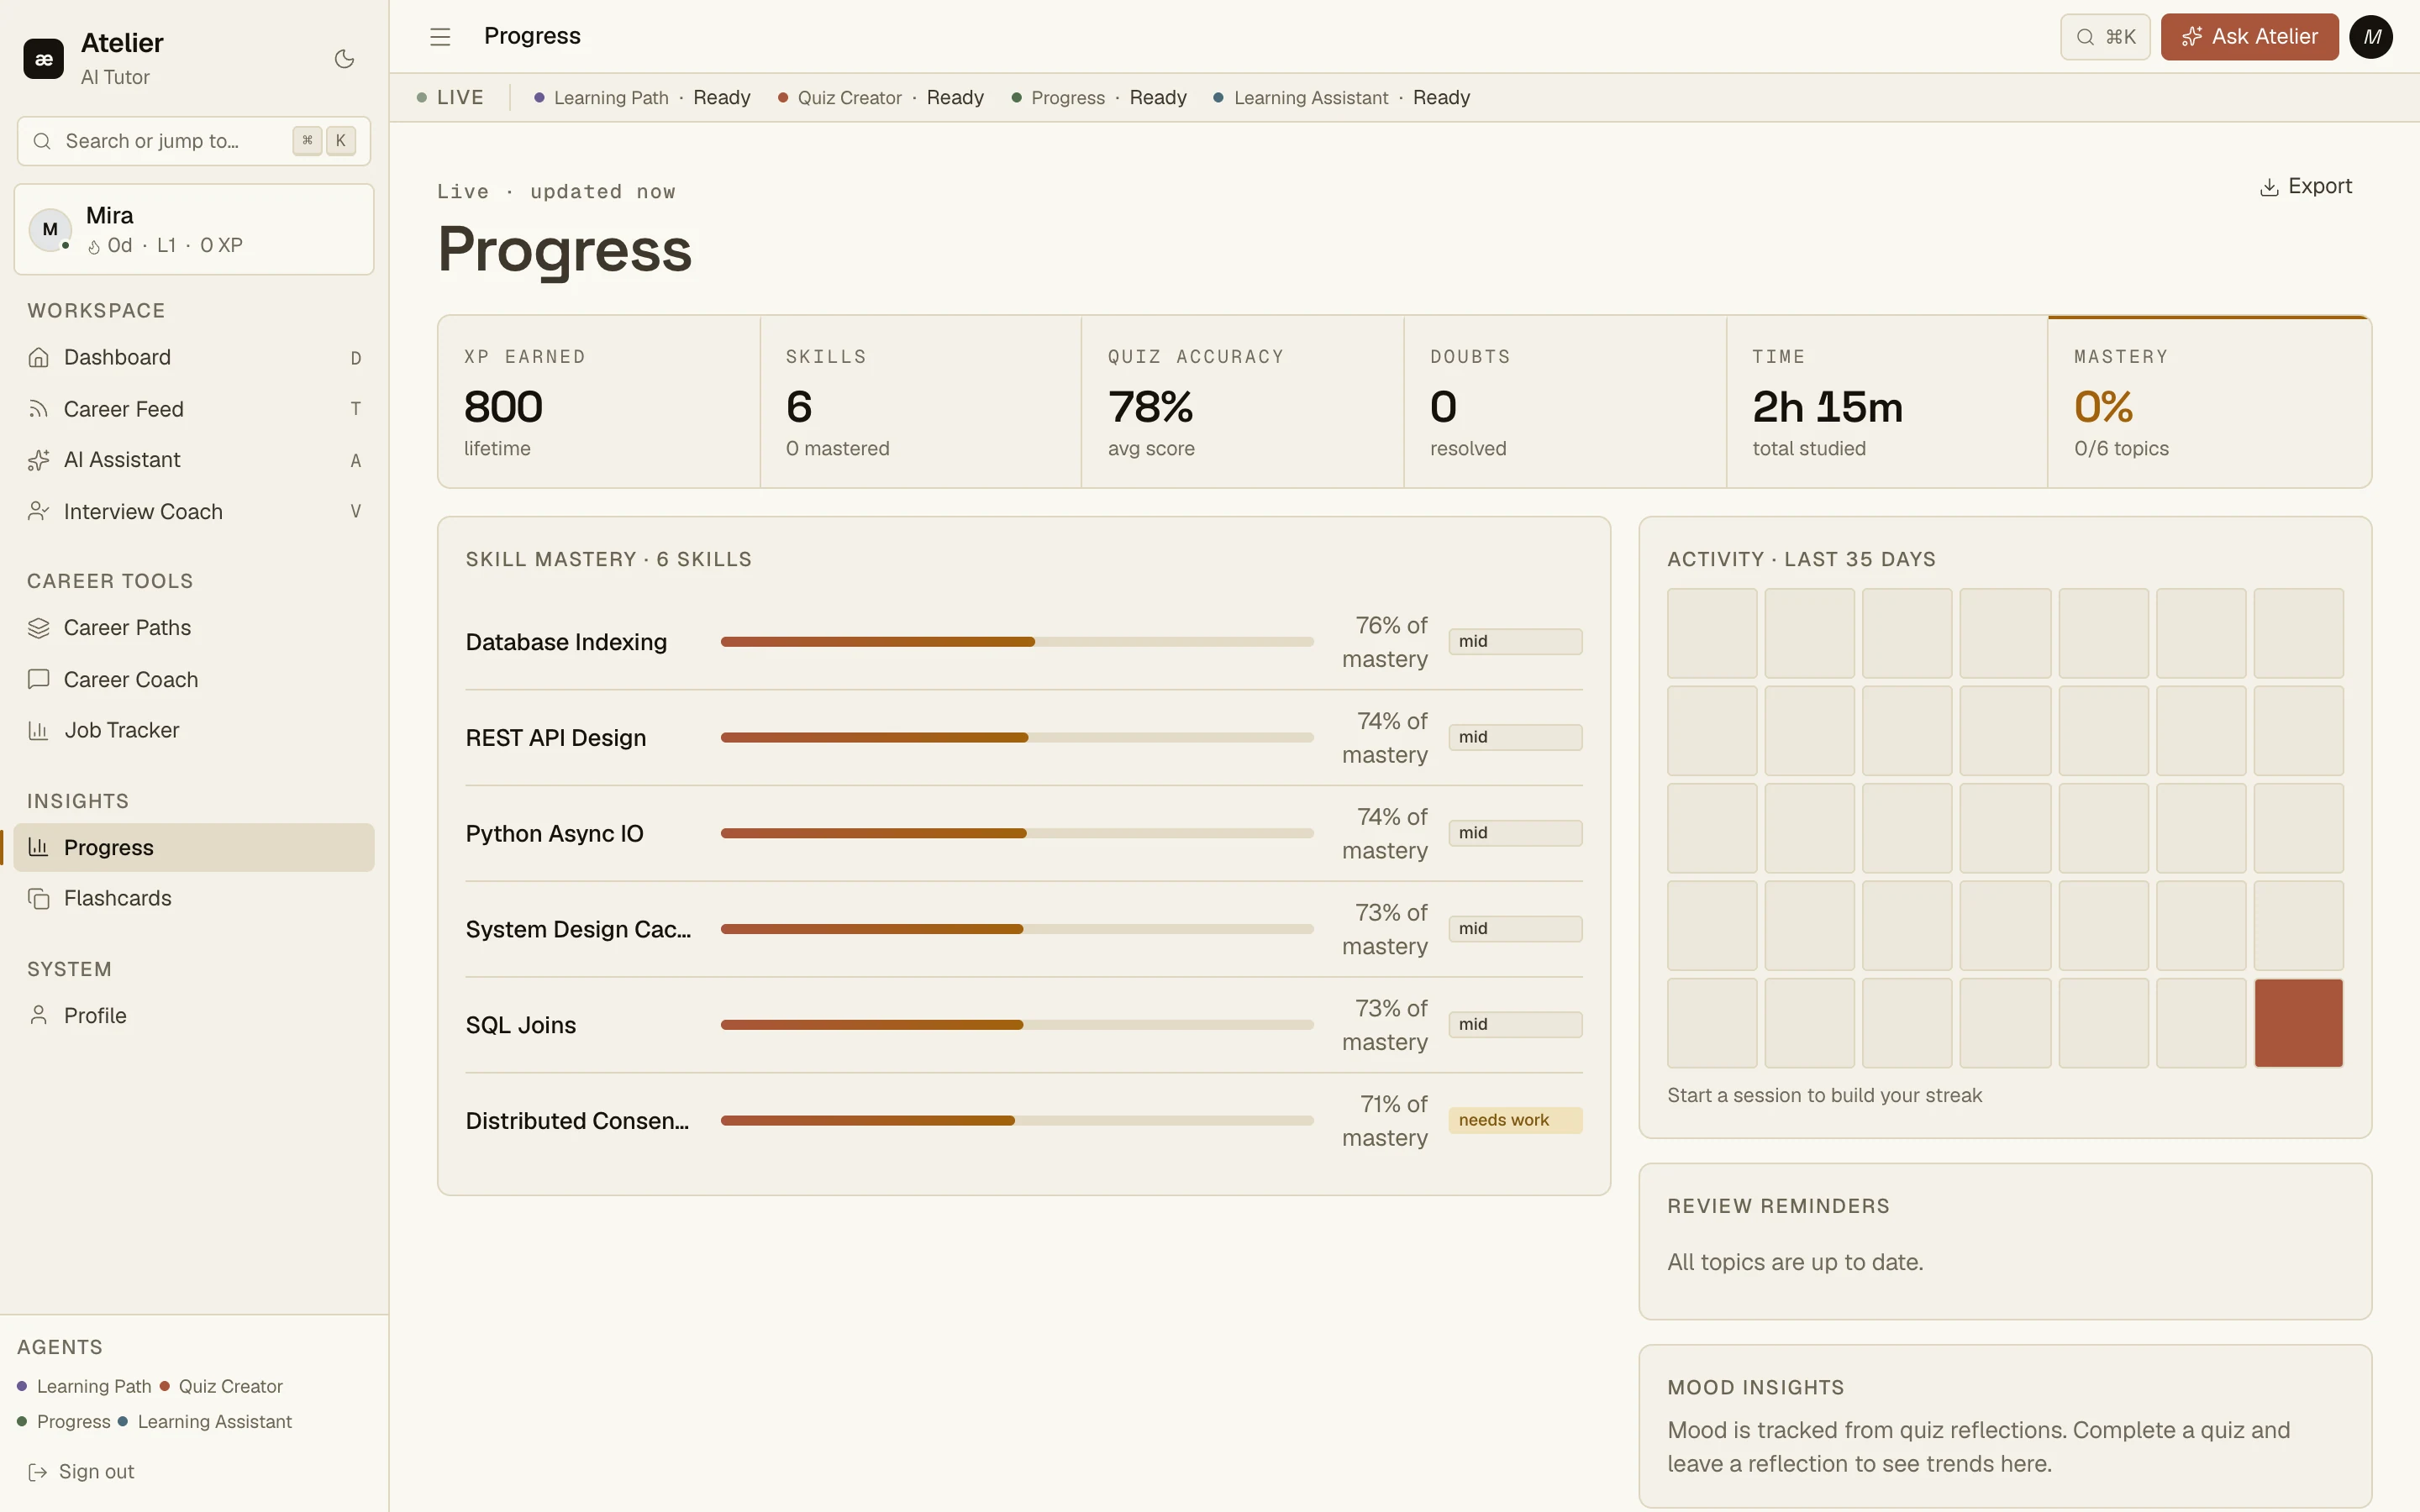 æ
Atelier
AI Tutor
Search or jump to...
⌘ K
M
Mira
0d · L1 · 0 XP
WORKSPACE
Dashboard D
Career Feed T
AI Assistant A
Interview Coach V
CAREER TOOLS
Career Paths
Career Coach
Job Tracker
INSIGHTS
Progress
Flashcards
SYSTEM
Profile
AGENTS
Learning Path Quiz Creator
Progress Learning Assistant
Sign out
Progress
⌘K
Ask Atelier
M
LIVE Learning Path · Ready Quiz Creator · Ready Progress · Ready Learning Assistant · Ready
Live · updated now
Export
Progress
XP EARNED
800
lifetime
SKILLS
6
0 mastered
QUIZ ACCURACY
78%
avg score
DOUBTS
0
resolved
TIME
2h 15m
total studied
MASTERY
0%
0/6 topics
SKILL MASTERY · 6 SKILLS
Database Indexing
76% of
mastery
mid
REST API Design
74% of
mastery
mid
Python Async IO
74% of
mastery
mid
System Design Cac...
73% of
mastery
mid
SQL Joins
73% of
mastery
mid
Distributed Consen...
71% of
mastery
needs work
ACTIVITY · LAST 35 DAYS
Start a session to build your streak
REVIEW REMINDERS
All topics are up to date.
MOOD INSIGHTS
Mood is tracked from quiz reflections. Complete a quiz and
leave a reflection to see trends here.